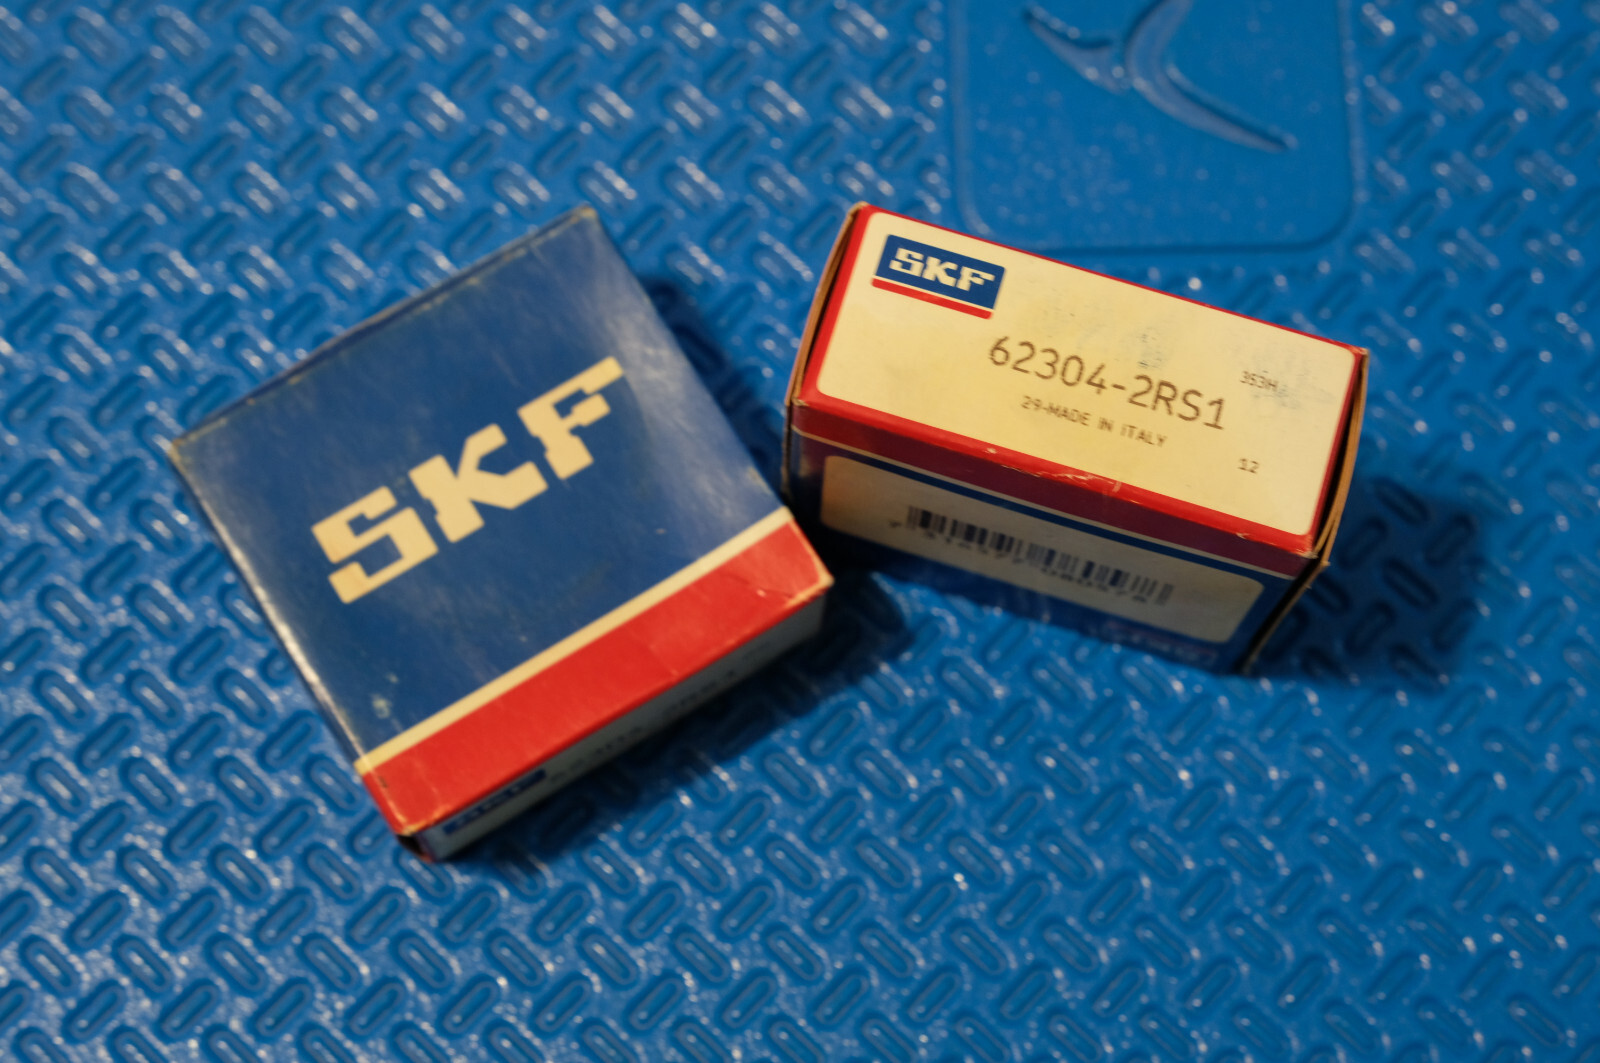 SKF
SKF
62304-2RS1
353H
29-MADE IN ITALY
12